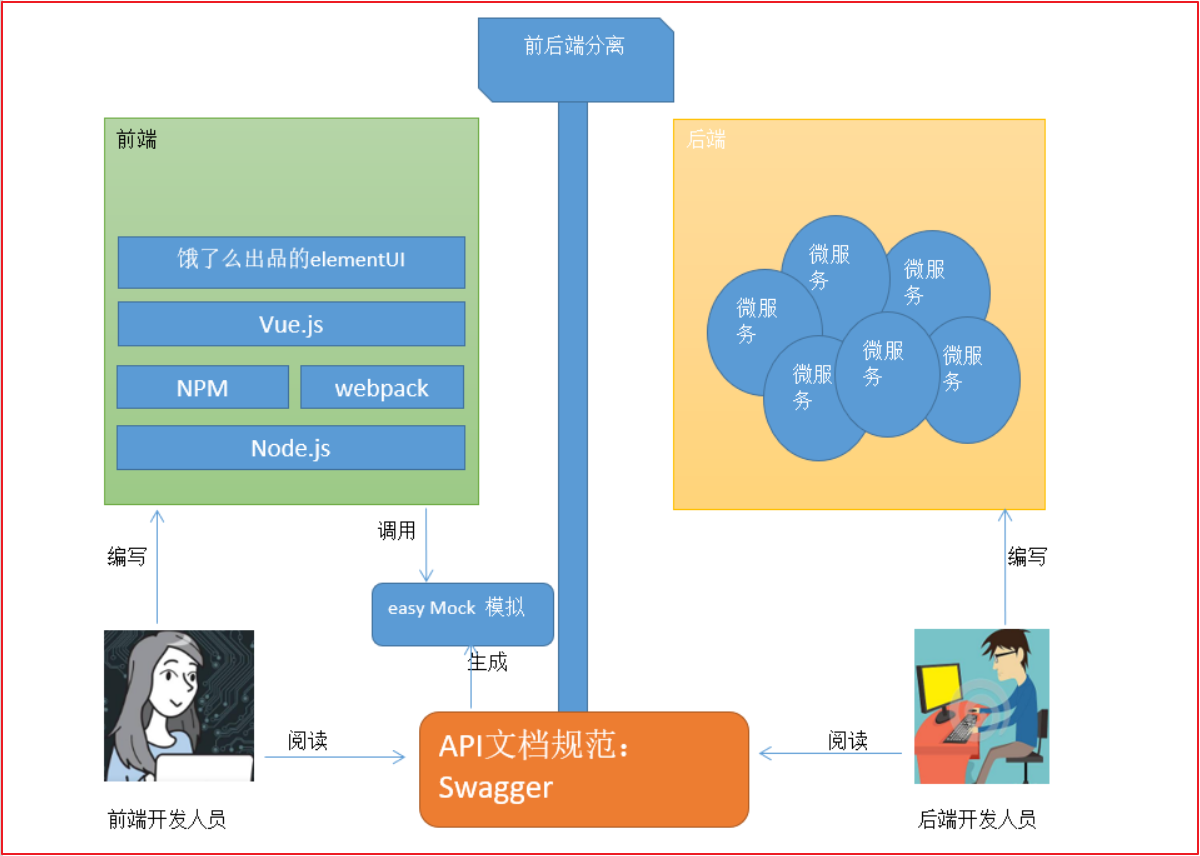 前后端分离
前端
饿了么出品的elementUI
Vue.js
NPM
webpack
Node.js
后端
微服
务
微服
务
微服
务
微服
务
微服
务
微服
务
编写
调用
编写
easy Mock 模拟
生成
阅读
API文档规范：
Swagger
阅读
前端开发人员
后端开发人员